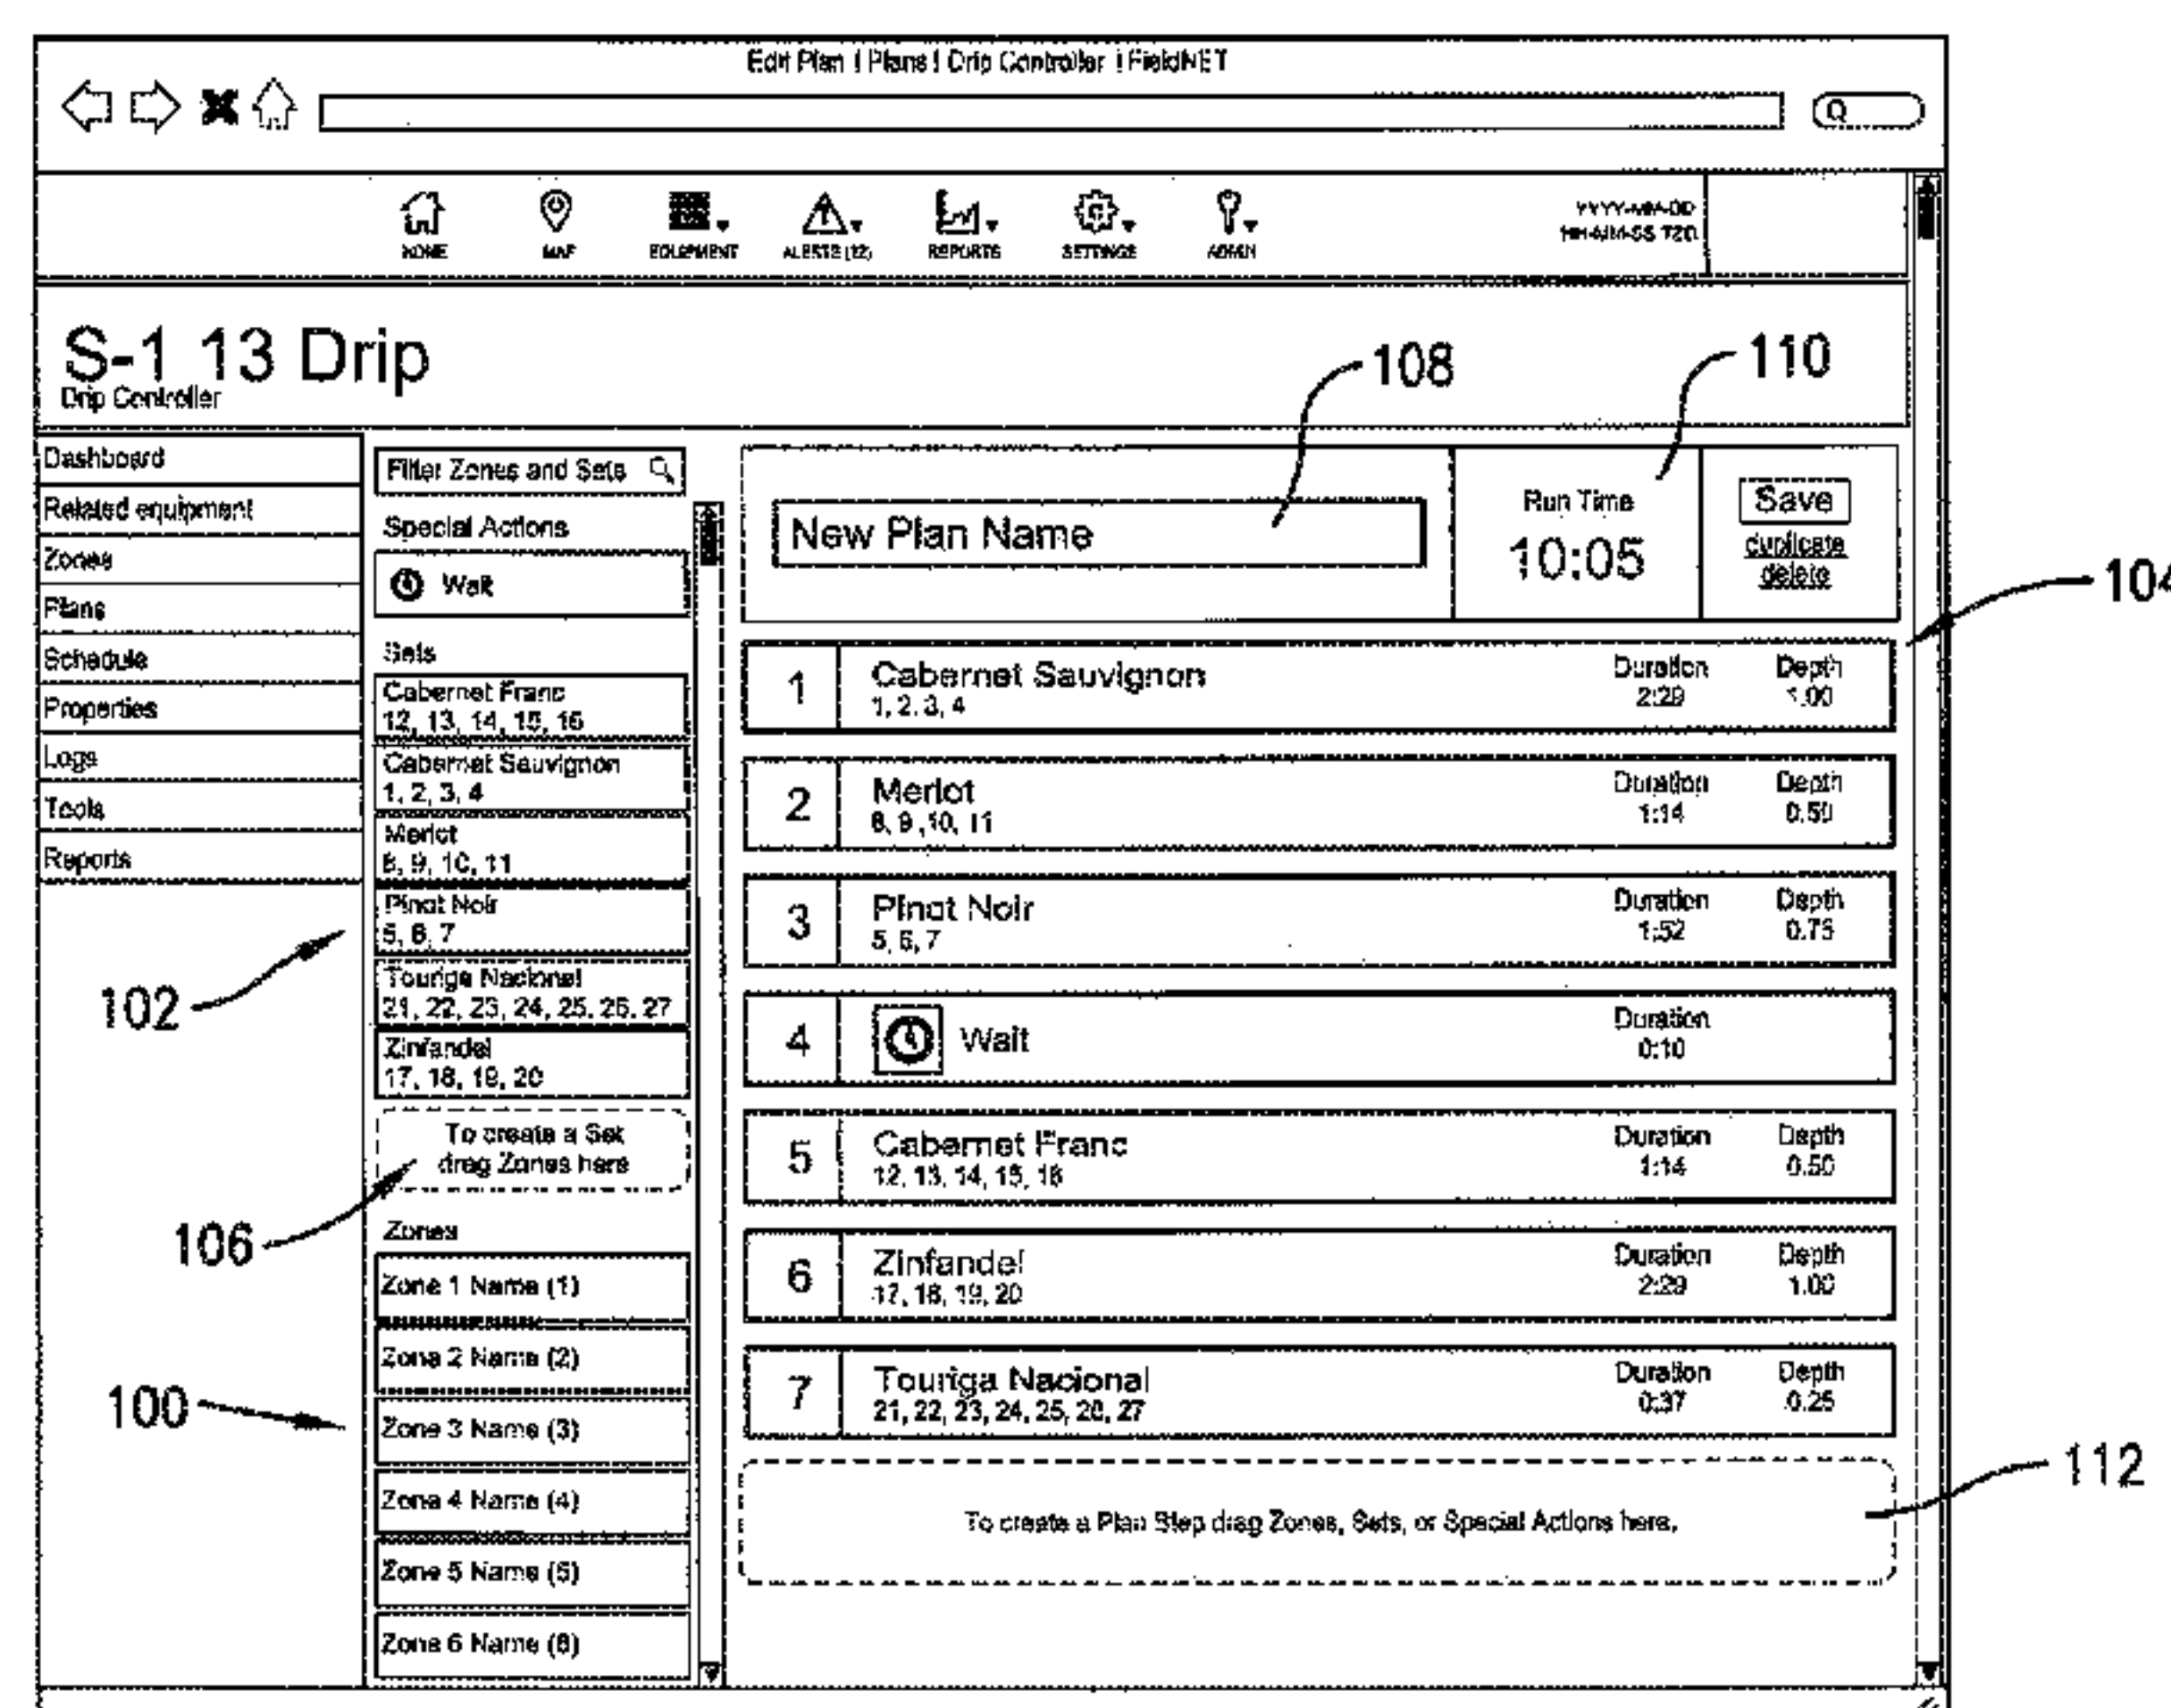 Edit Plan | Plans | Drip Controller | FieldNET
Q
HOME
MAP
EQUIPMENT
ALERTS (12)
REPORTS
SETTINGS
ADMIN
YYYY-MM-DD
S-1 13 Drip
Drip Controller
108
110
Dashboard
Related equipment
Zones
Plans
Schedule
Properties
Logs
Tools
Reports
102
106
100
Filter Zones and Sets
Special Actions
Wait
Sets
Cabernet Franc
12, 13, 14, 15, 16
Cabernet Sauvignon
1, 2, 3, 4
Merlot
8, 9, 10, 11
Pinot Noir
5, 6, 7
Touriga Nacional
21, 22, 23, 24, 25, 26, 27
Zinfandel
17, 18, 19, 20
To create a Set
drag Zones here
Zones
Zone 1 Name (1)
Zone 2 Name (2)
Zone 3 Name (3)
Zone 4 Name (4)
Zone 5 Name (5)
Zone 6 Name (6)
New Plan Name
Run Time
10:05
Save
duplicate
delete
104
1 Cabernet Sauvignon Duration Depth
1, 2, 3, 4 2:29 1.00
2 Merlot Duration Depth
8, 9 ,10, 11 1:14 0.50
3 Pinot Noir Duration Depth
5, 6, 7 1:52 0.75
4 Wait Duration
0:10
5 Cabernet Franc Duration Depth
12, 13, 14, 15, 16 1:14 0.50
6 Zinfandel Duration Depth
17, 18, 19, 20 2:29 1.00
7 Touriga Nacional Duration Depth
21, 22, 23, 24, 25, 26, 27 0:37 0.25
To create a Plan Step drag Zones, Sets, or Special Actions here.
112